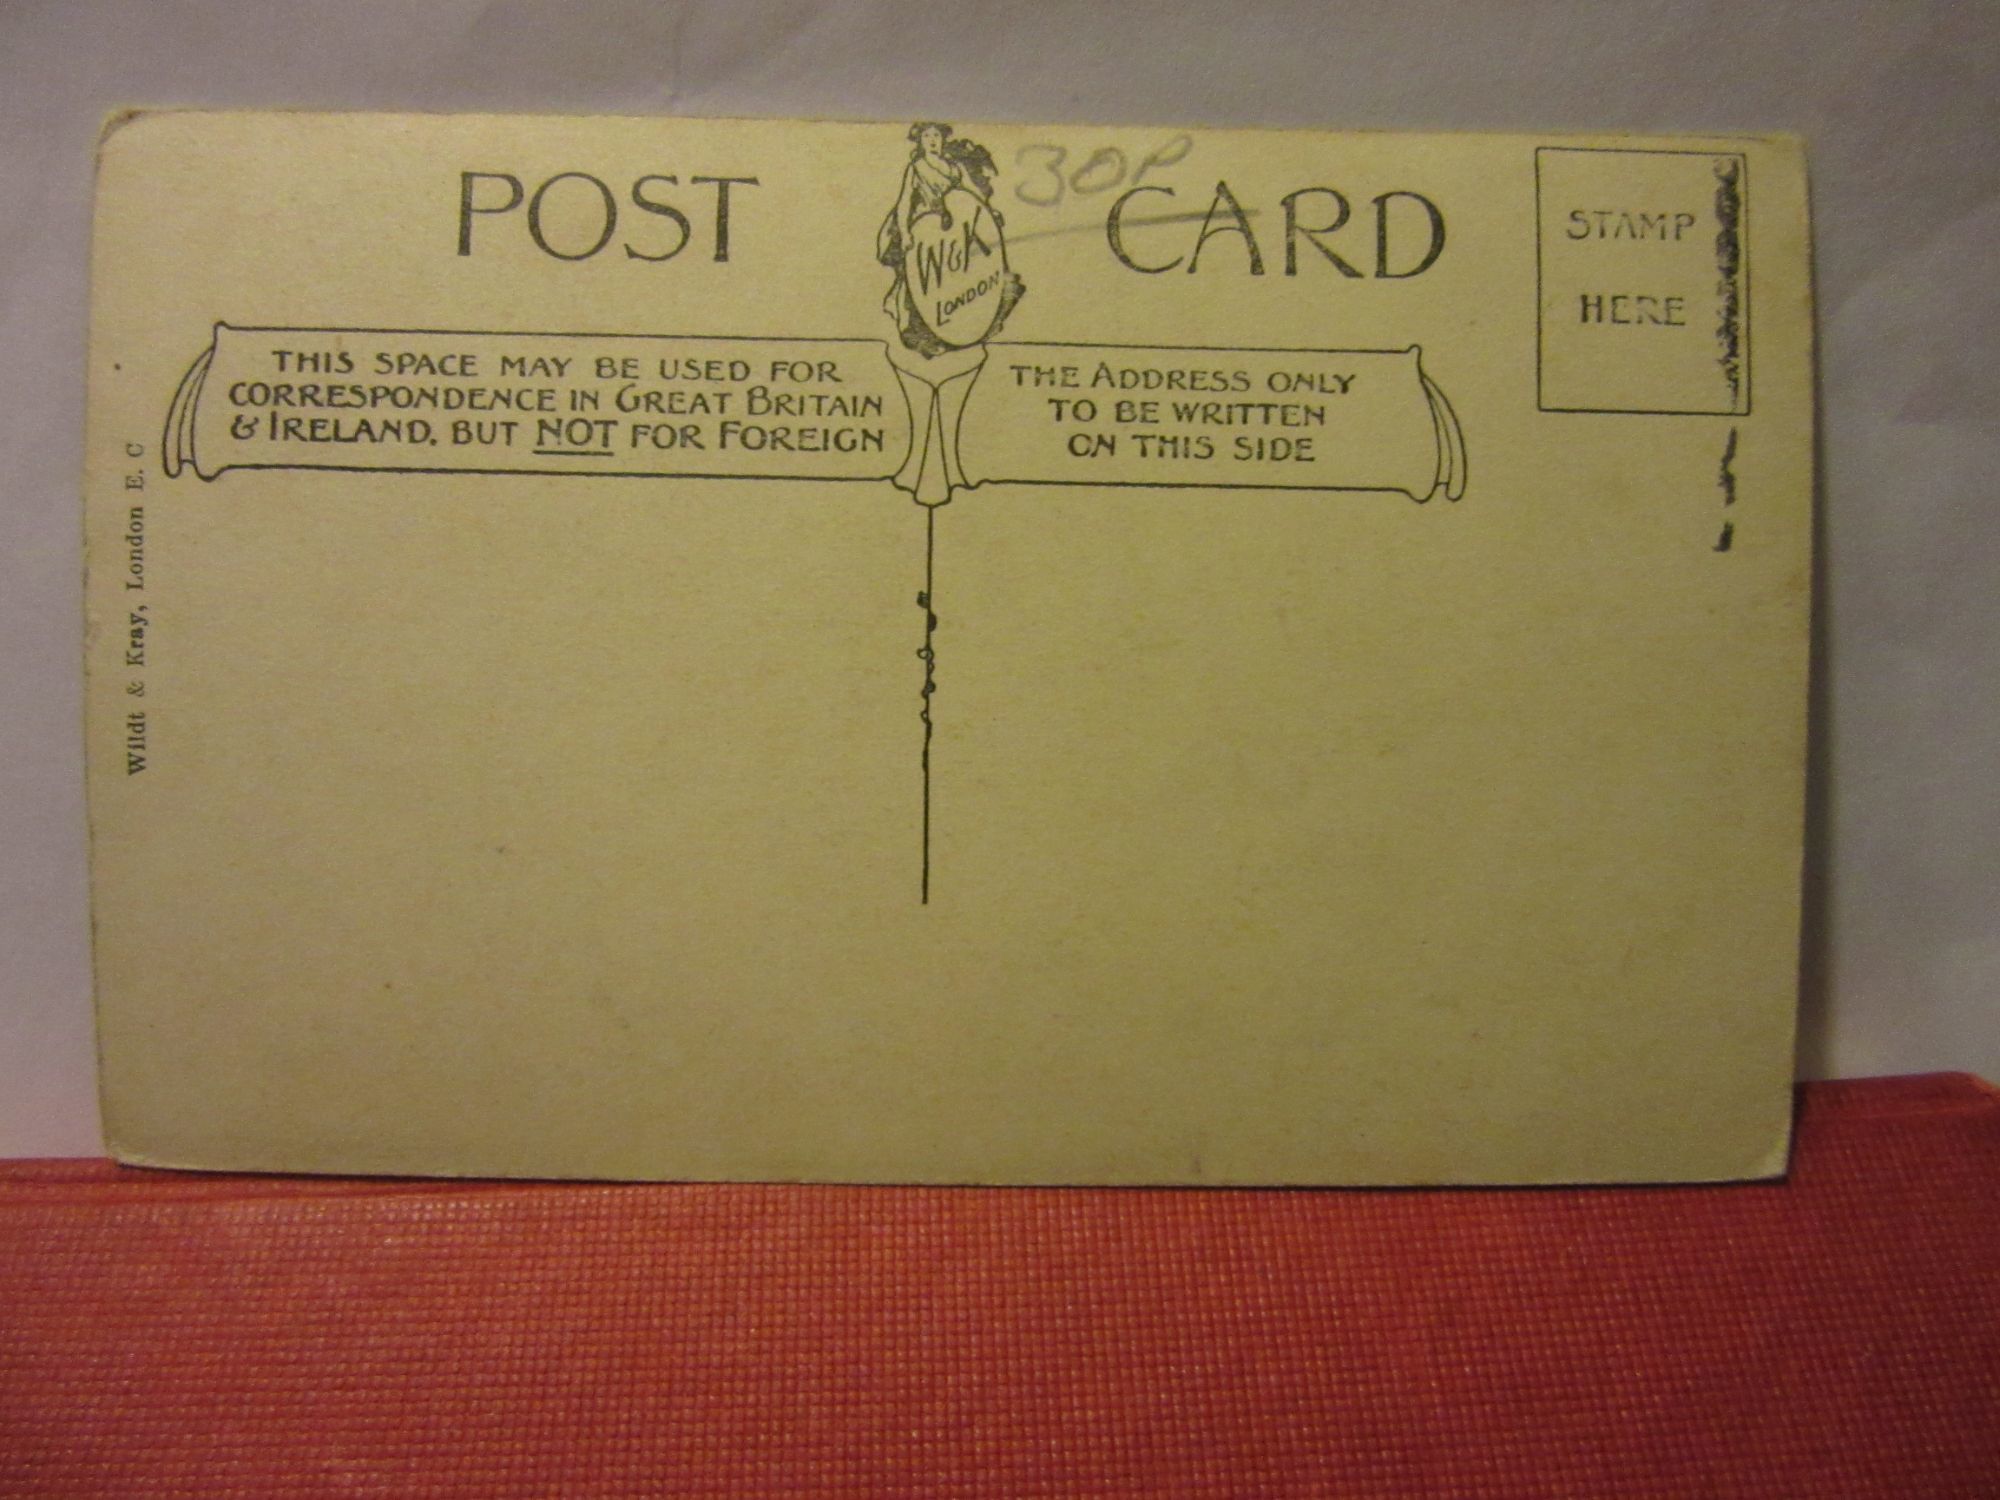 POST CARD
30P
W & K
LONDON
STAMP
HERE
THIS SPACE MAY BE USED FOR
CORRESPONDENCE IN GREAT BRITAIN
& IRELAND. BUT NOT FOR FOREIGN
THE ADDRESS ONLY
TO BE WRITTEN
ON THIS SIDE
Wildt & Kray, London E. C